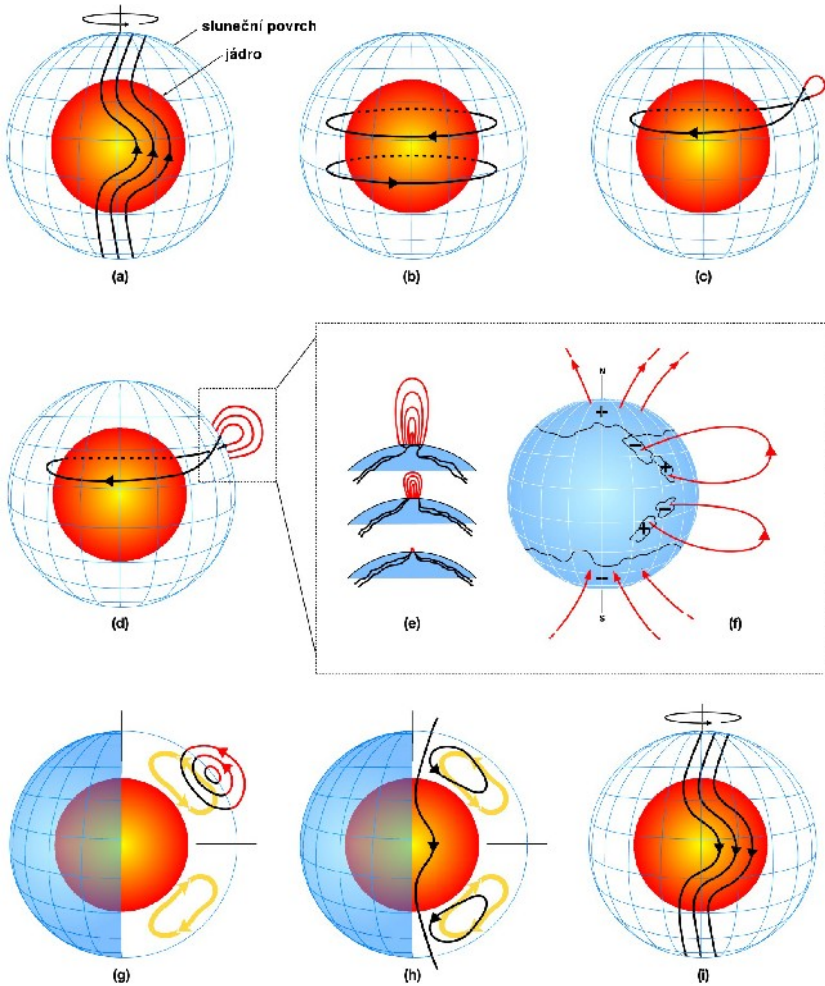 sluneční povrch
jádro
(a)
(b)
(c)
N
+
−
+
−
+
−
S
(d)
(e)
(f)
(g)
(h)
(i)